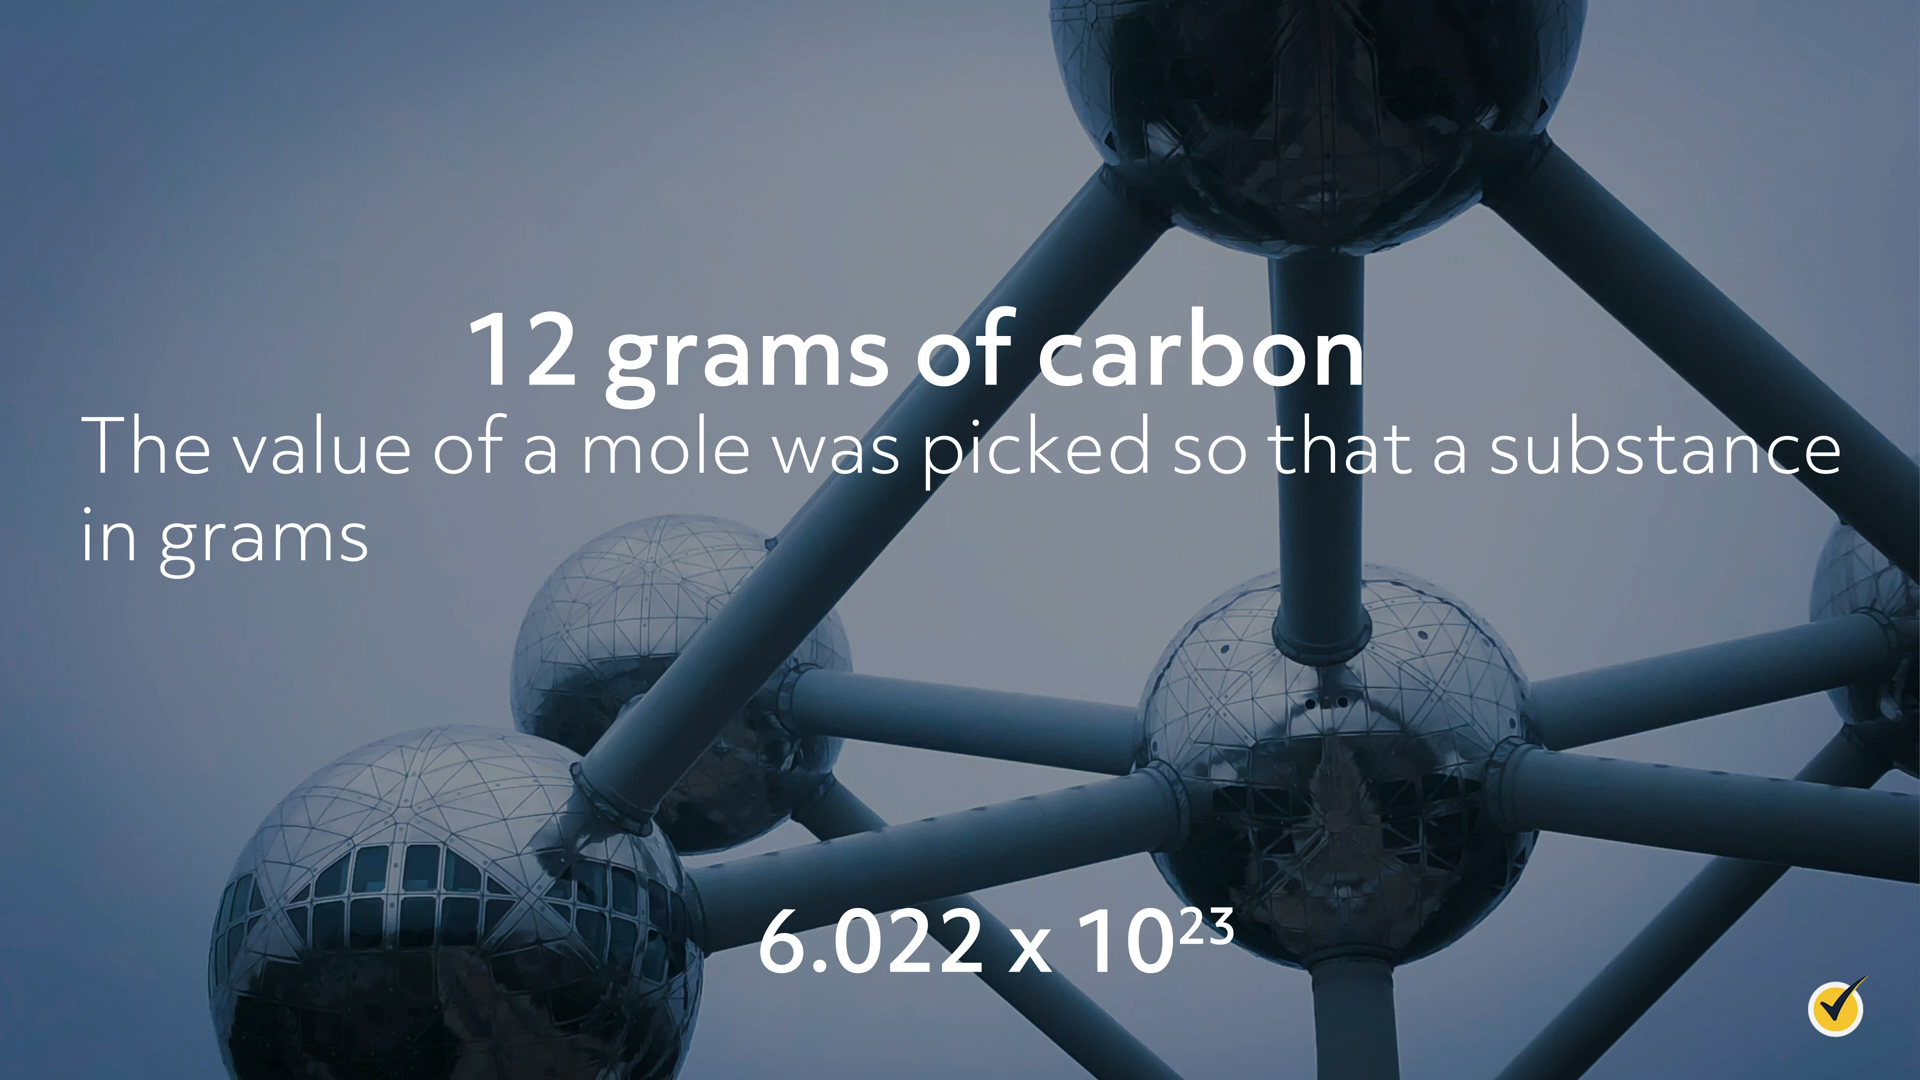 12 grams of carbon
The value of a mole was picked so that a substance
in grams
6.022 x 10²³